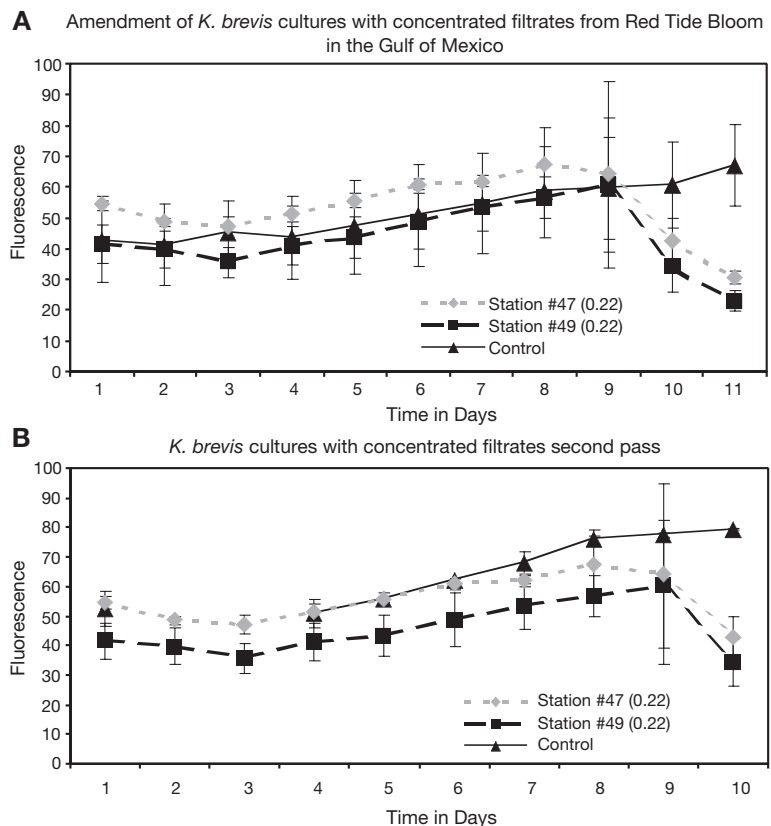 A
Amendment of K. brevis cultures with concentrated filtrates from Red Tide Bloom
in the Gulf of Mexico
100
90
80
70
60
50
40
30
20
10
0
Fluorescence
Station #47 (0.22)
Station #49 (0.22)
Control
1 2 3 4 5 6 7 8 9 10 11
Time in Days
B
K. brevis cultures with concentrated filtrates second pass
100
90
80
70
60
50
40
30
20
10
0
Fluorescence
Station #47 (0.22)
Station #49 (0.22)
Control
1 2 3 4 5 6 7 8 9 10
Time in Days